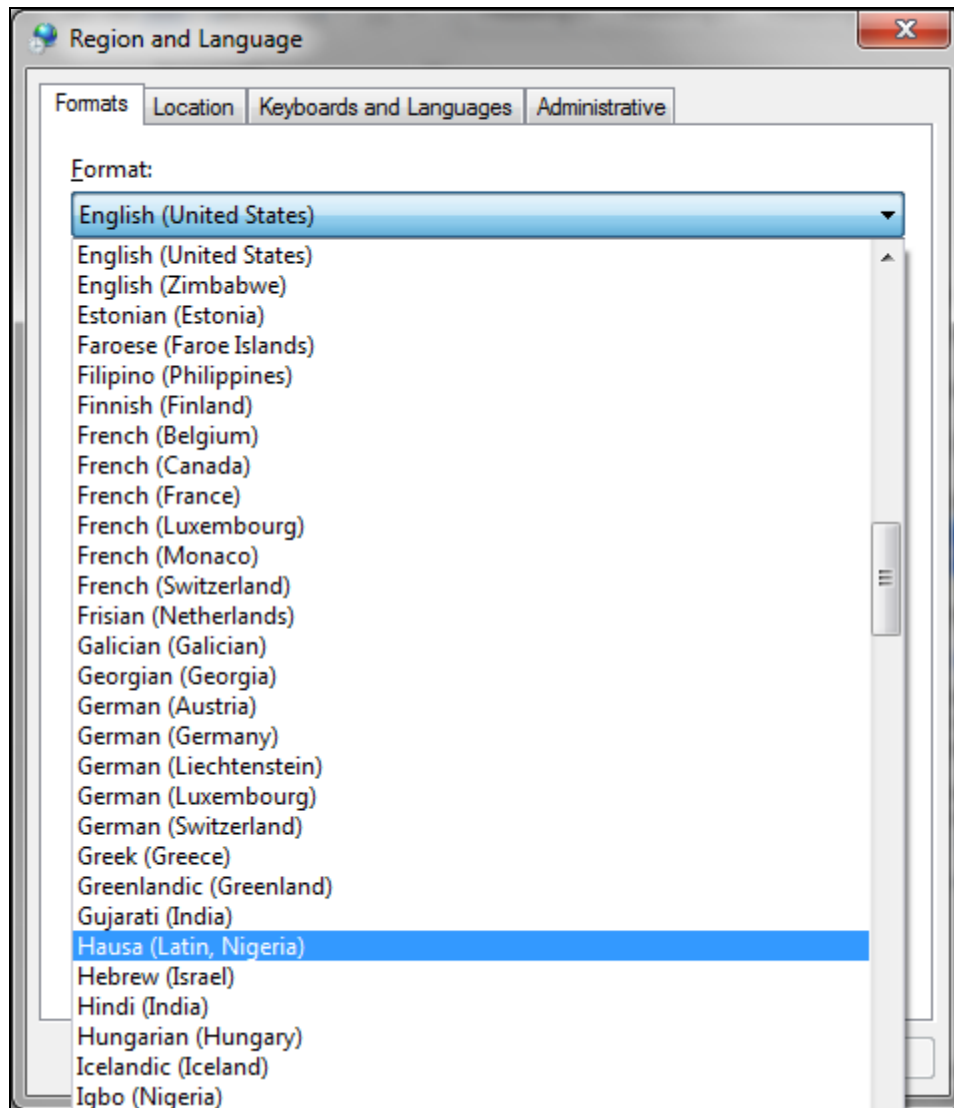 Region and Language
Formats Location Keyboards and Languages Administrative
Format:
English (United States)
English (United States)
English (Zimbabwe)
Estonian (Estonia)
Faroese (Faroe Islands)
Filipino (Philippines)
Finnish (Finland)
French (Belgium)
French (Canada)
French (France)
French (Luxembourg)
French (Monaco)
French (Switzerland)
Frisian (Netherlands)
Galician (Galician)
Georgian (Georgia)
German (Austria)
German (Germany)
German (Liechtenstein)
German (Luxembourg)
German (Switzerland)
Greek (Greece)
Greenlandic (Greenland)
Gujarati (India)
Hausa (Latin, Nigeria)
Hebrew (Israel)
Hindi (India)
Hungarian (Hungary)
Icelandic (Iceland)
Igbo (Nigeria)